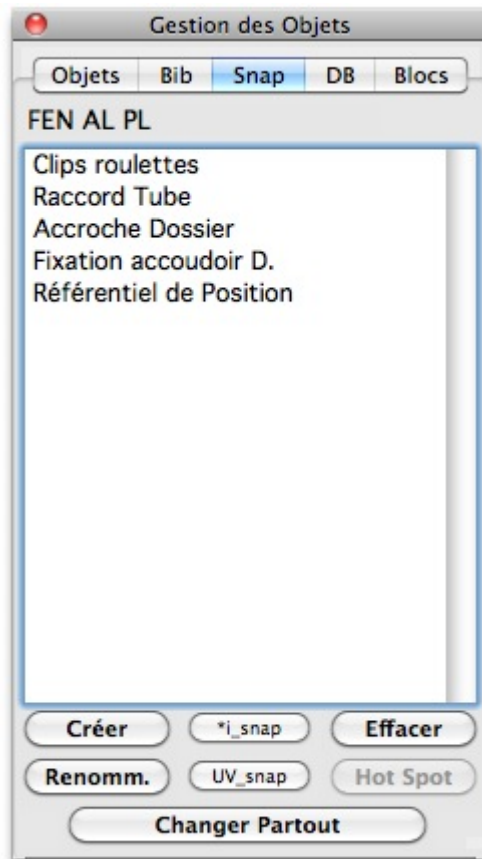 Gestion des Objets
Objets Bib Snap DB Blocs
FEN AL PL
Clips roulettes
Raccord Tube
Accroche Dossier
Fixation accoudoir D.
Référentiel de Position
Créer *i_snap Effacer
Renomm. UV_snap Hot Spot
Changer Partout